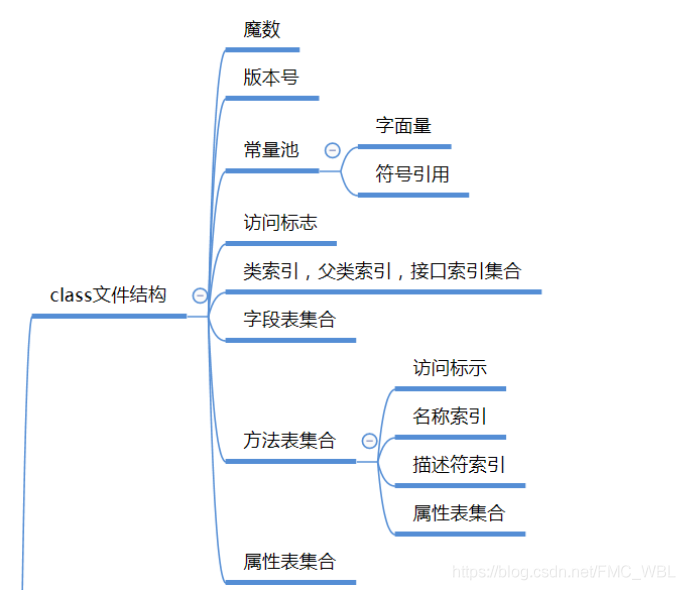 魔数
版本号
字面量
常量池
符号引用
访问标志
类索引，父类索引，接口索引集合
class文件结构
字段表集合
访问标示
名称索引
方法表集合
描述符索引
属性表集合
属性表集合
https://blog.csdn.net/FMC_WBL